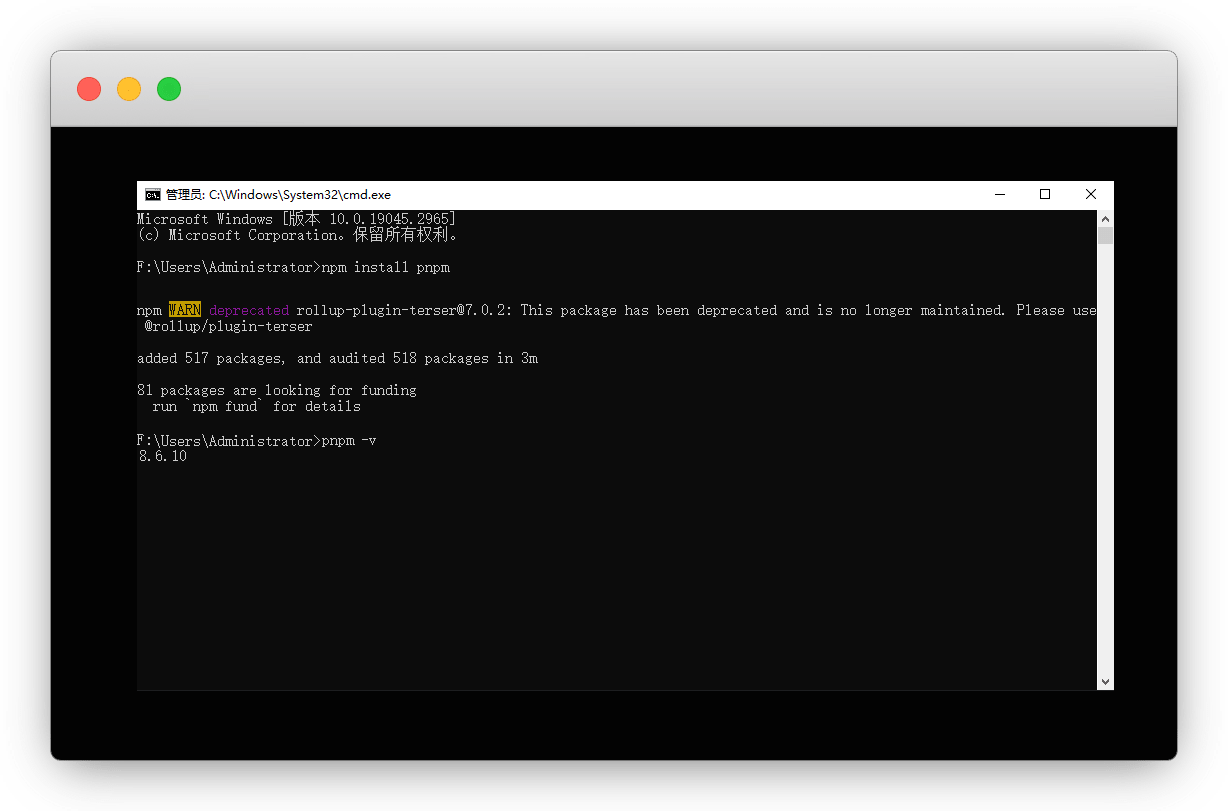 管理员: C:\Windows\System32\cmd.exe
Microsoft Windows [版本 10.0.19045.2965]
(c) Microsoft Corporation。保留所有权利。
F:\Users\Administrator>npm install pnpm
npm WARN deprecated rollup-plugin-terser@7.0.2: This package has been deprecated and is no longer maintained. Please use
@rollup/plugin-terser
added 517 packages, and audited 518 packages in 3m
81 packages are looking for funding
run `npm fund` for details
F:\Users\Administrator>pnpm -v
8.6.10